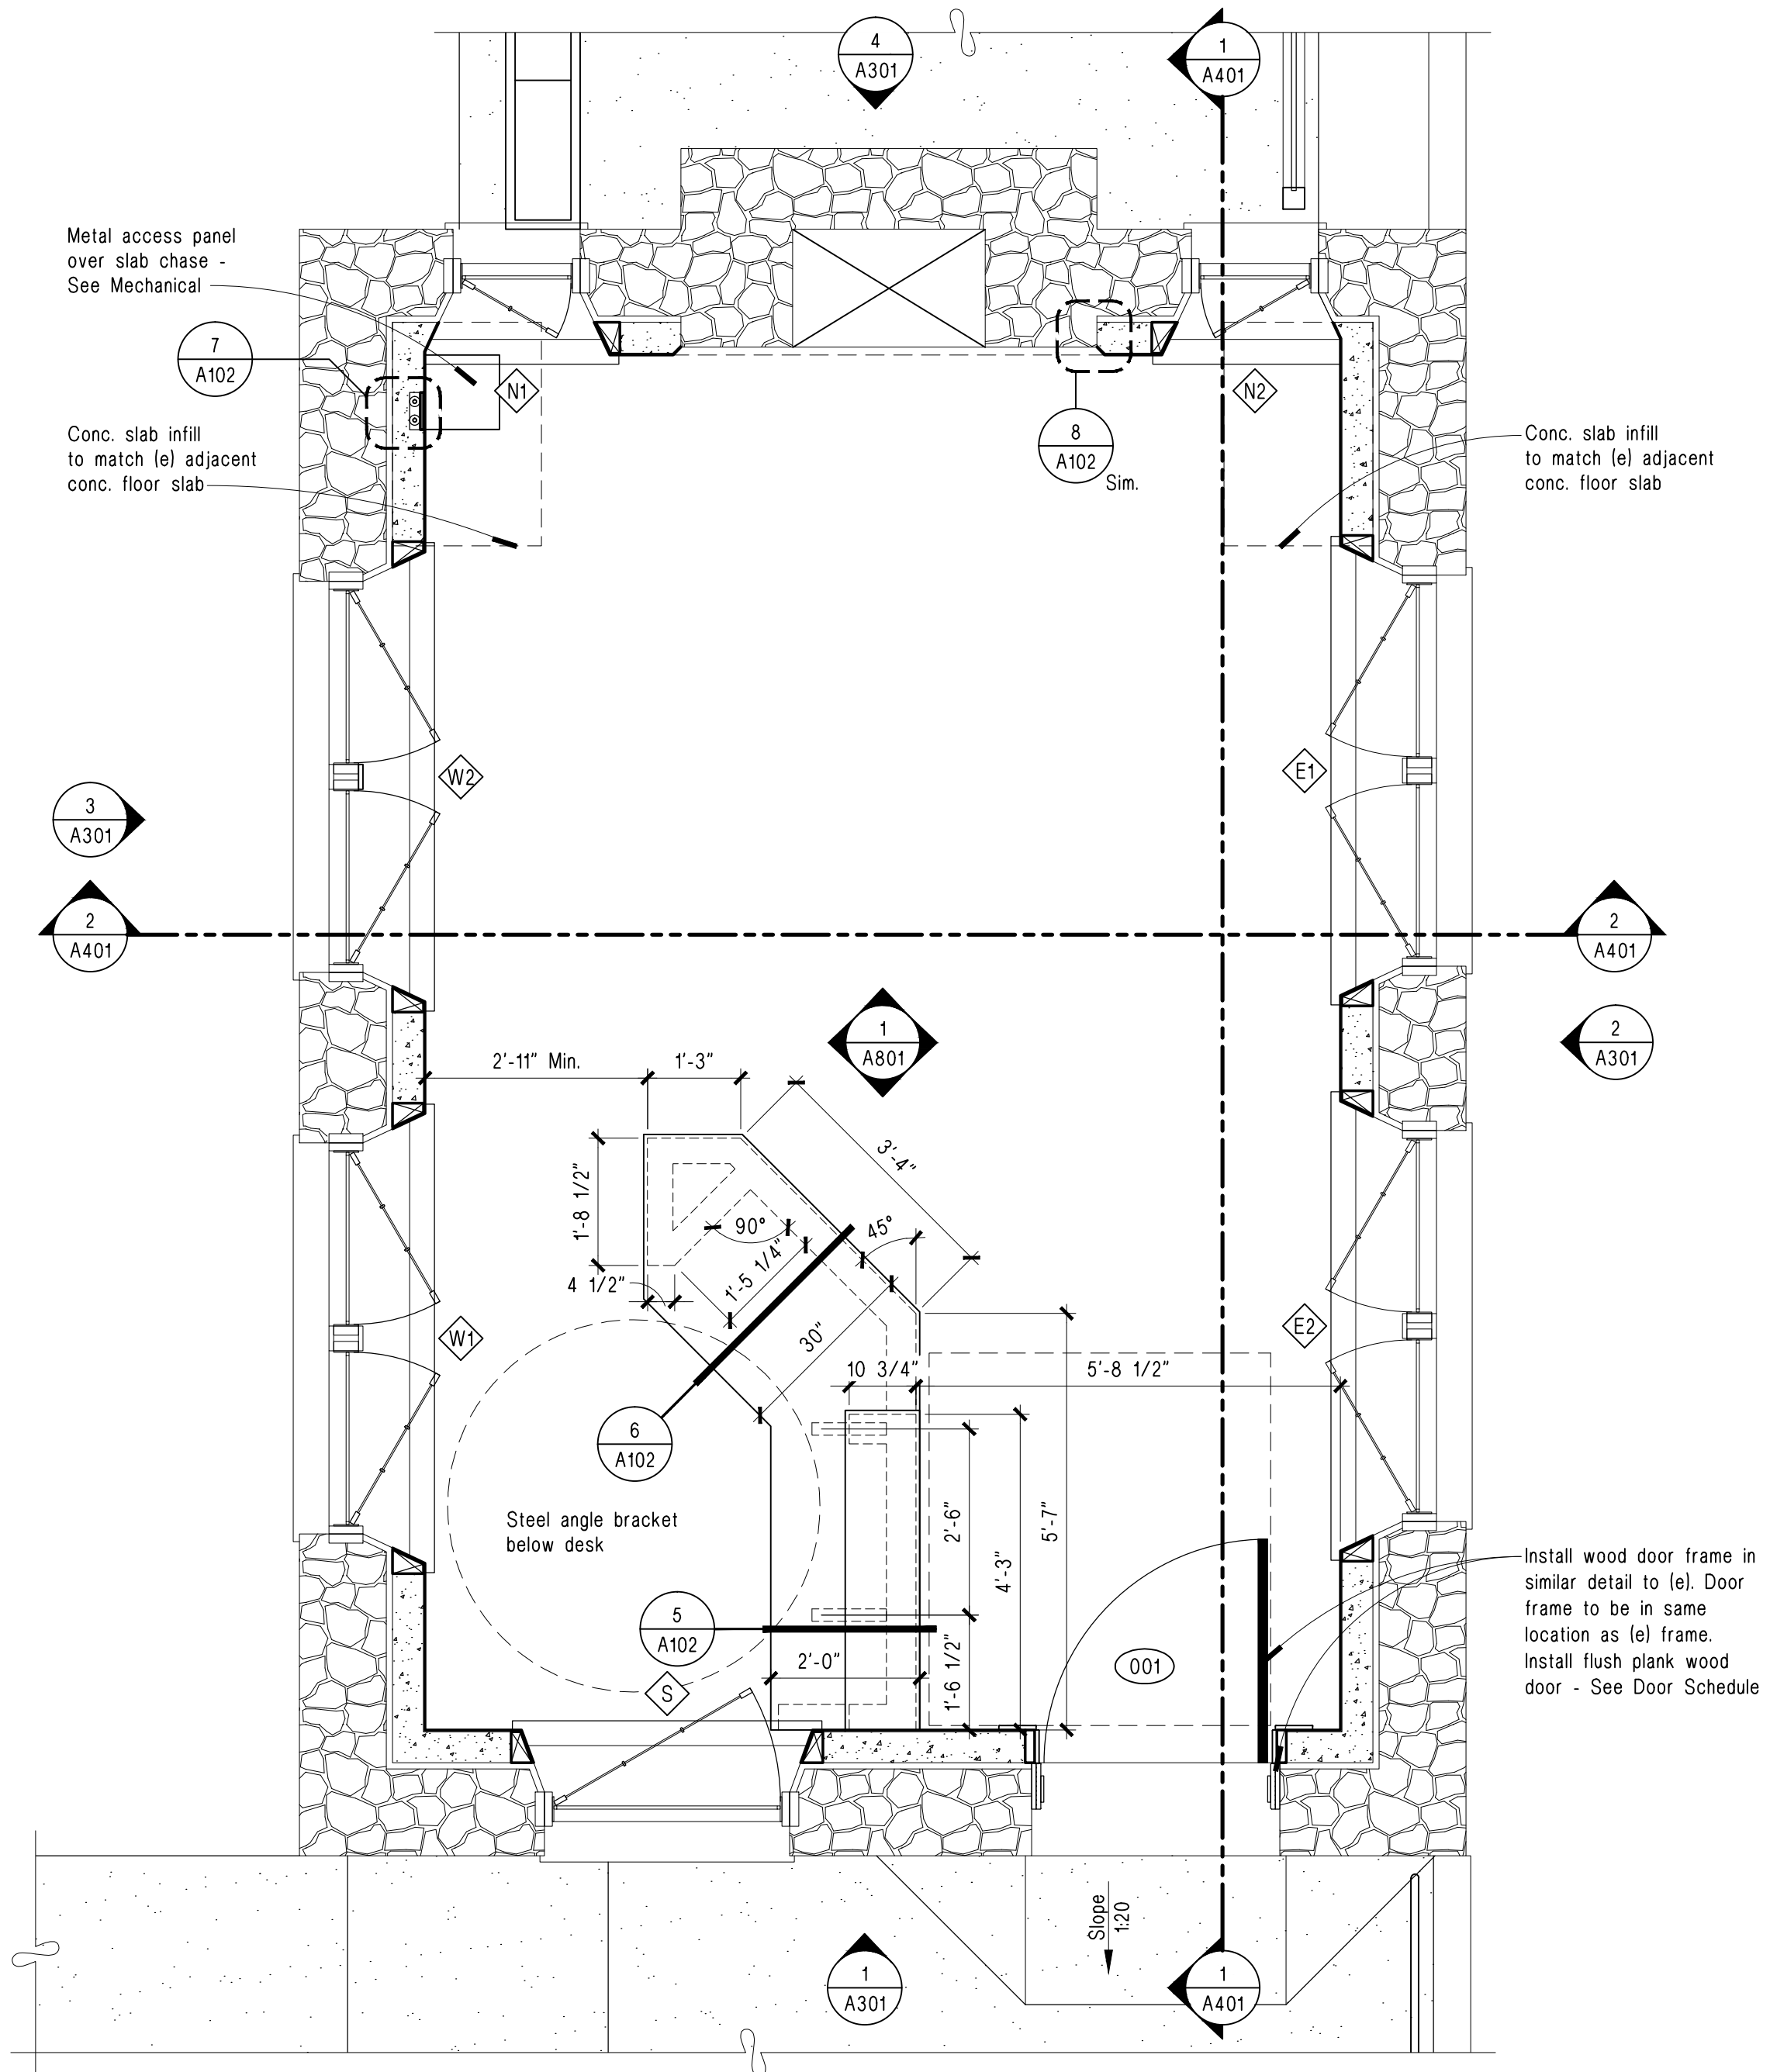 4
A301
1
A401
Metal access panel
over slab chase -
See Mechanical
7
A102
N1
N2
8
A102
Sim.
Conc. slab infill
to match (e) adjacent
conc. floor slab
Conc. slab infill
to match (e) adjacent
conc. floor slab
W2
E1
3
A301
2
A401
2
A401
1
A801
2
A301
2'-11" Min.
1'-3"
3'-4"
1'-8 1/2"
90°
45°
1'-5 1/4"
4 1/2"
30"
W1
E2
10 3/4"
5'-8 1/2"
6
A102
Steel angle bracket
below desk
2'-6"
5'-7"
4'-3"
Install wood door frame in
similar detail to (e). Door
frame to be in same
location as (e) frame.
Install flush plank wood
door - See Door Schedule
5
A102
2'-0"
1'-6 1/2"
001
S
Slope
1:20
1
A301
1
A401